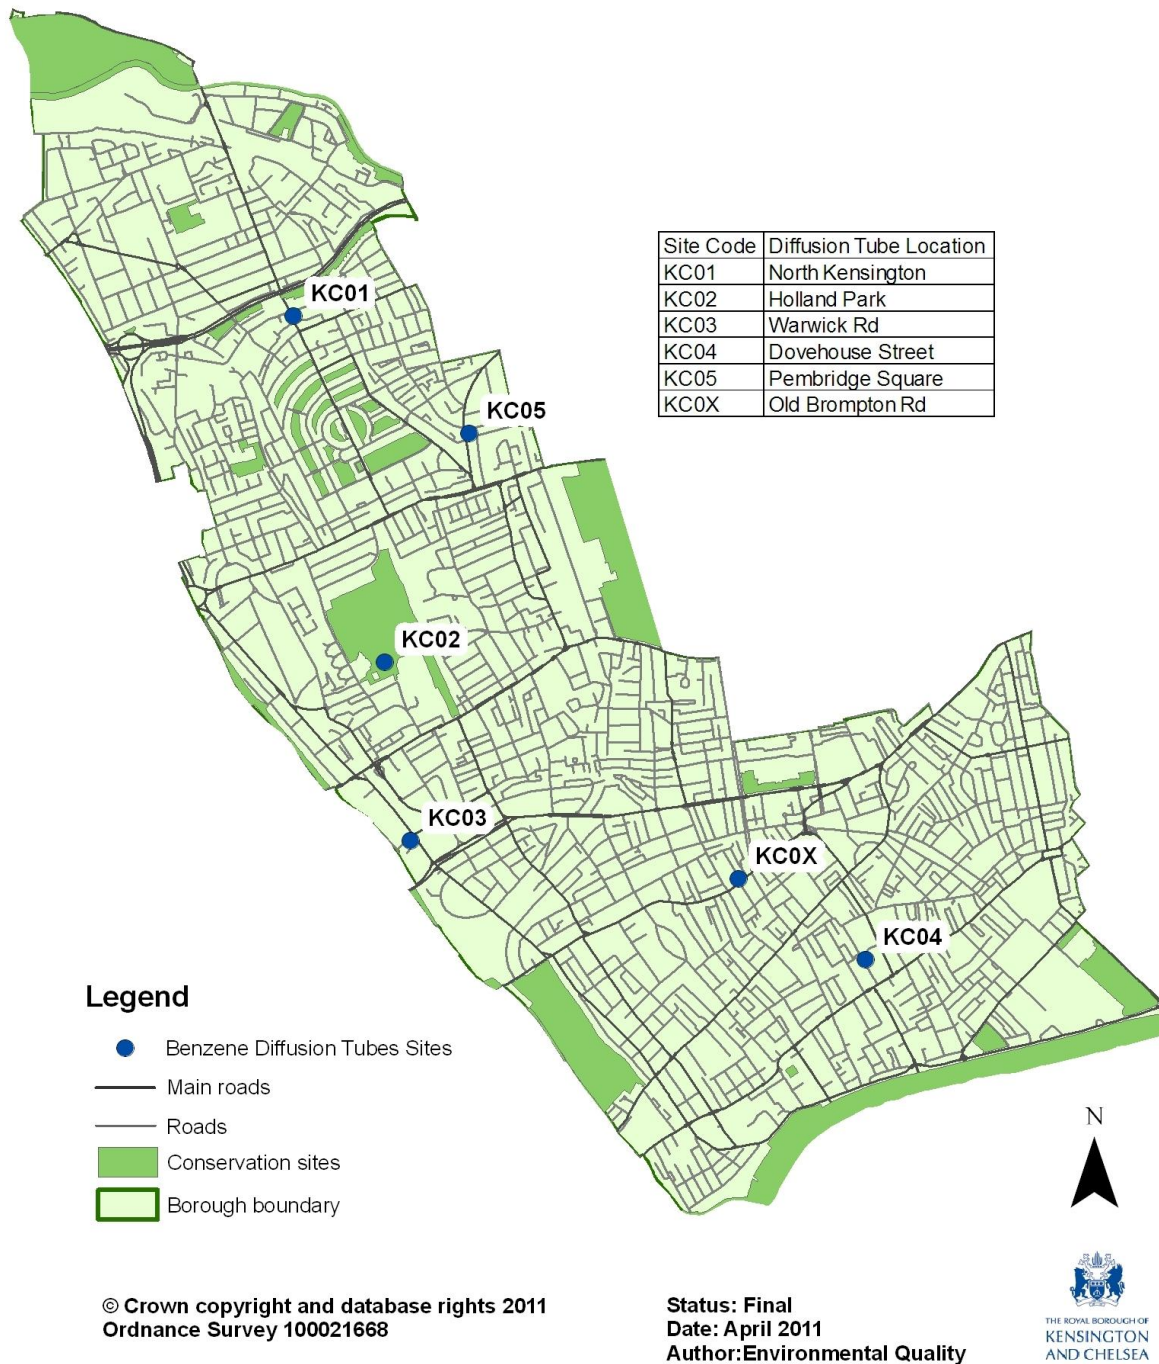 KC01
Site Code Diffusion Tube Location
KC01 North Kensington
KC02 Holland Park
KC03 Warwick Rd
KC04 Dovehouse Street
KC05 Pembridge Square
KC0X Old Brompton Rd
KC05
KC02
KC03
KC0X
KC04
Legend
Benzene Diffusion Tubes Sites
Main roads
Roads
Conservation sites
Borough boundary
N
© Crown copyright and database rights 2011
Ordnance Survey 100021668
Status: Final
Date: April 2011
Author:Environmental Quality
THE ROYAL BOROUGH OF
KENSINGTON
AND CHELSEA